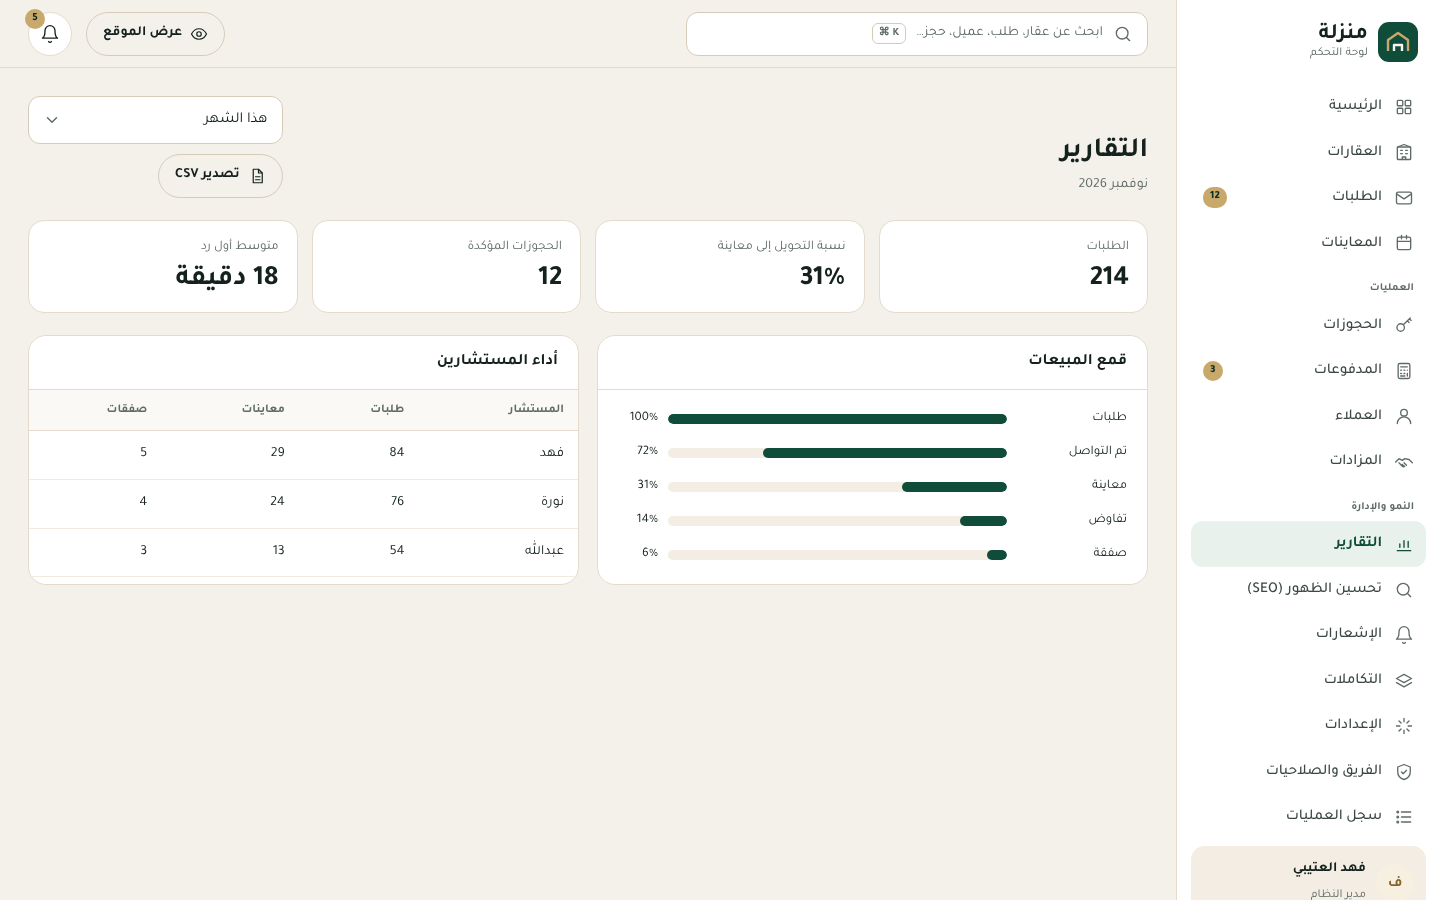 منزلة
لوحة التحكم
الرئيسية
العقارات
الطلبات
12
المعاينات
العمليات
الحجوزات
المدفوعات
3
العملاء
المزادات
النمو والإدارة
التقارير
تحسين الظهور (SEO)
الإشعارات
التكاملات
الإعدادات
الفريق والصلاحيات
سجل العمليات
ف
فهد العتيبي
مدير النظام
ابحث عن عقار، طلب، عميل، حجز…
⌘ K
عرض الموقع
5
التقارير
نوفمبر 2026
هذا الشهر
تصدير CSV
الطلبات
214
نسبة التحويل إلى معاينة
31%
الحجوزات المؤكدة
12
متوسط أول رد
18 دقيقة
قمع المبيعات
طلبات 100%
تم التواصل 72%
معاينة 31%
تفاوض 14%
صفقة 6%
أداء المستشارين
المستشار طلبات معاينات صفقات
فهد 84 29 5
نورة 76 24 4
عبدالله 54 13 3